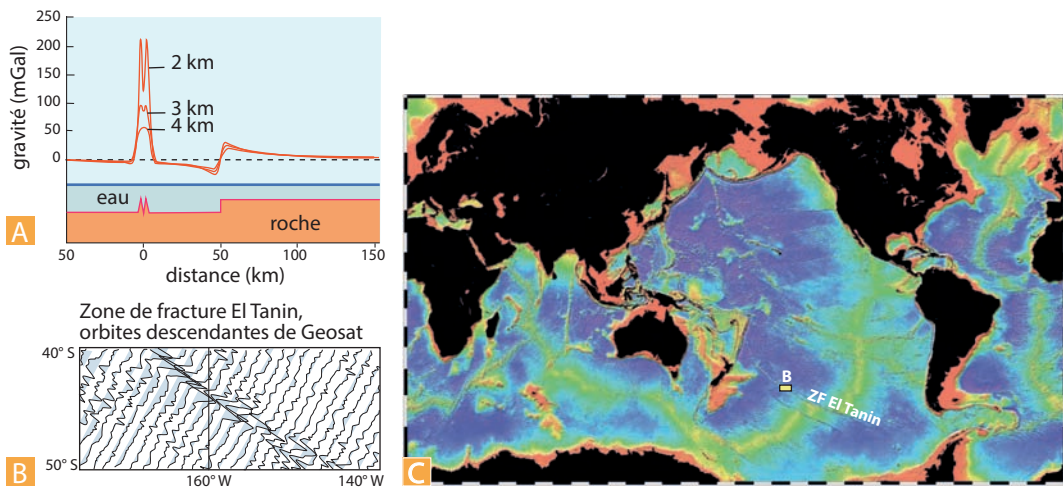 250
200
150
100
50
0
gravité (mGal)
2 km
3 km
4 km
eau
roche
A
50
0
50
100
150
distance (km)
Zone de fracture El Tanin,
orbites descendantes de Geosat
40° S
50° S
B
160° W
140° W
B
ZF El Tanin
C